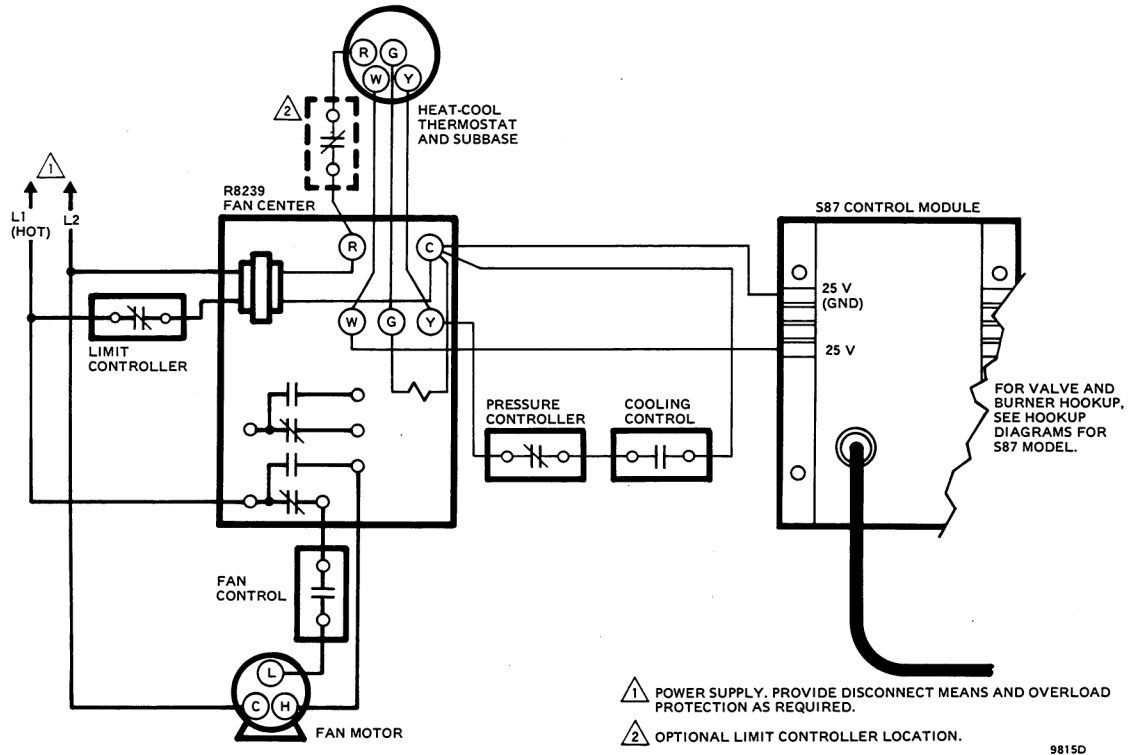 R G
W Y
2
HEAT-COOL
THERMOSTAT
AND SUBBASE
1
L1
(HOT)
L2
R8239
FAN CENTER
R
C
W
G
Y
LIMIT
CONTROLLER
S87 CONTROL MODULE
25 V
(GND)
25 V
PRESSURE
CONTROLLER
COOLING
CONTROL
FOR VALVE AND
BURNER HOOKUP,
SEE HOOKUP
DIAGRAMS FOR
S87 MODEL.
FAN
CONTROL
L
C H
FAN MOTOR
1 POWER SUPPLY. PROVIDE DISCONNECT MEANS AND OVERLOAD
PROTECTION AS REQUIRED.
2 OPTIONAL LIMIT CONTROLLER LOCATION.
9815D